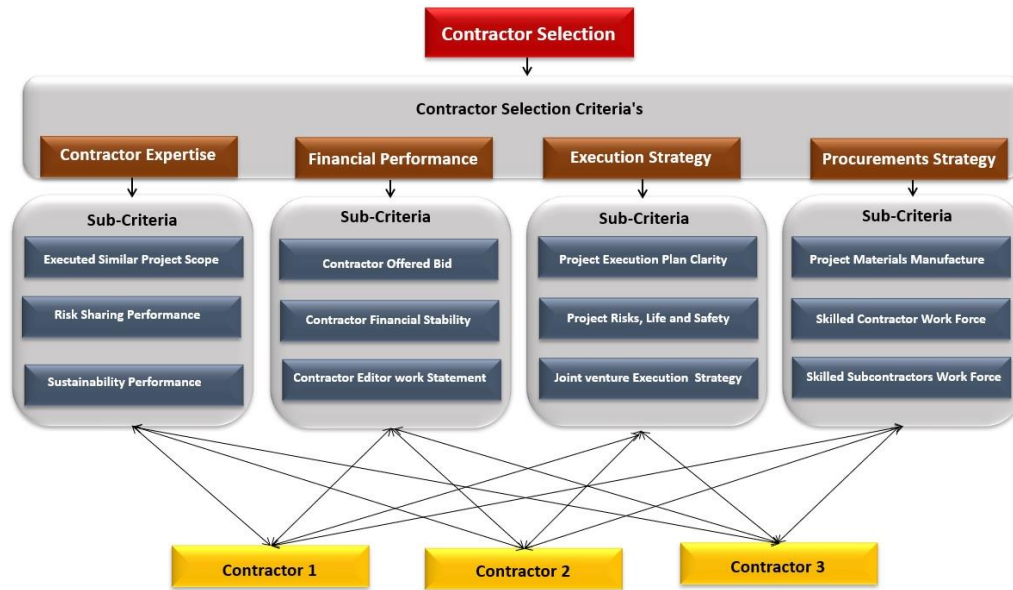 Contractor Selection
Contractor Selection Criteria's
Contractor Expertise
Financial Performance
Execution Strategy
Procurements Strategy
Sub-Criteria
Executed Similar Project Scope
Risk Sharing Performance
Sustainability Performance
Sub-Criteria
Contractor Offered Bid
Contractor Financial Stability
Contractor Editor work Statement
Sub-Criteria
Project Execution Plan Clarity
Project Risks, Life and Safety
Joint venture Execution Strategy
Sub-Criteria
Project Materials Manufacture
Skilled Contractor Work Force
Skilled Subcontractors Work Force
Contractor 1
Contractor 2
Contractor 3